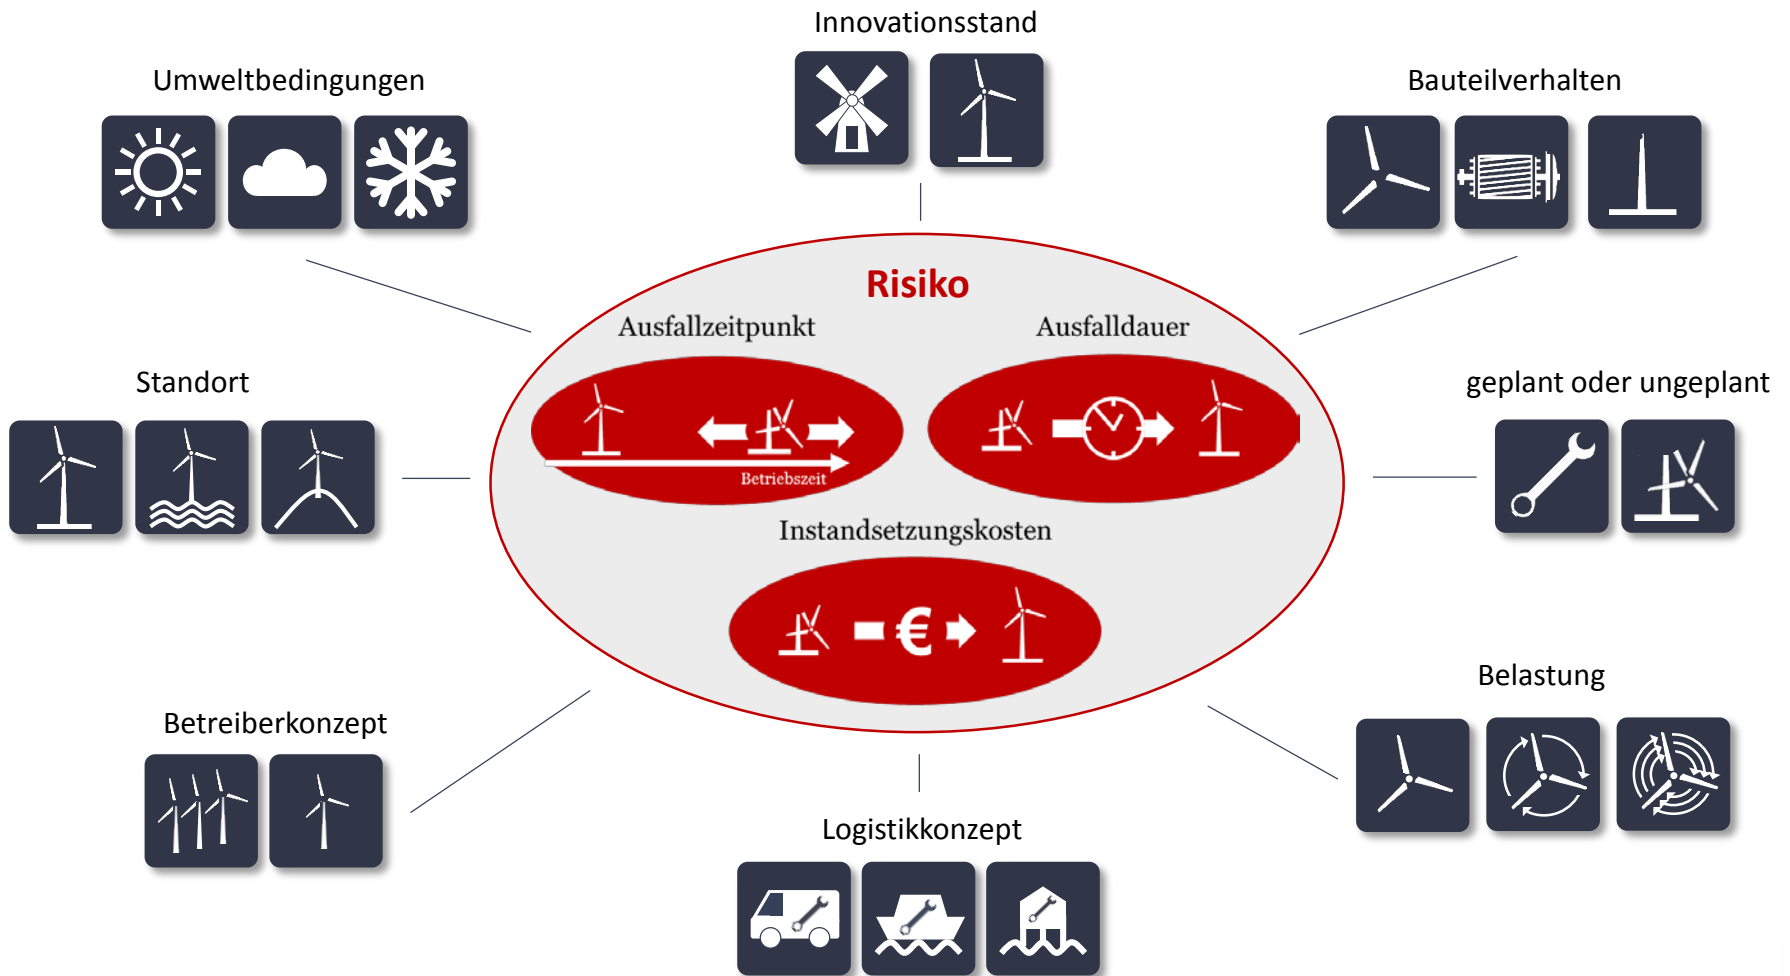 Innovationsstand
Umweltbedingungen
Bauteilverhalten
Risiko
Ausfallzeitpunkt
Ausfalldauer
Standort
geplant oder ungeplant
Betriebszeit
Instandsetzungskosten
€
Belastung
Betreiberkonzept
Logistikkonzept